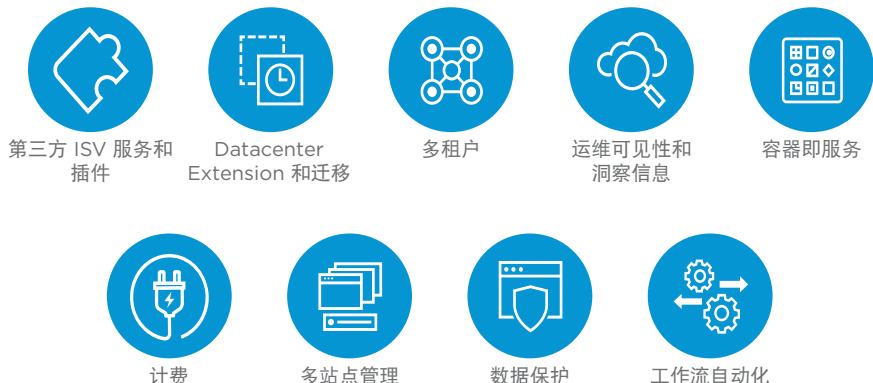 第三方 ISV 服务和
插件
Datacenter
Extension 和迁移
多租户
运维可见性和
洞察信息
容器即服务
计费
多站点管理
数据保护
工作流自动化